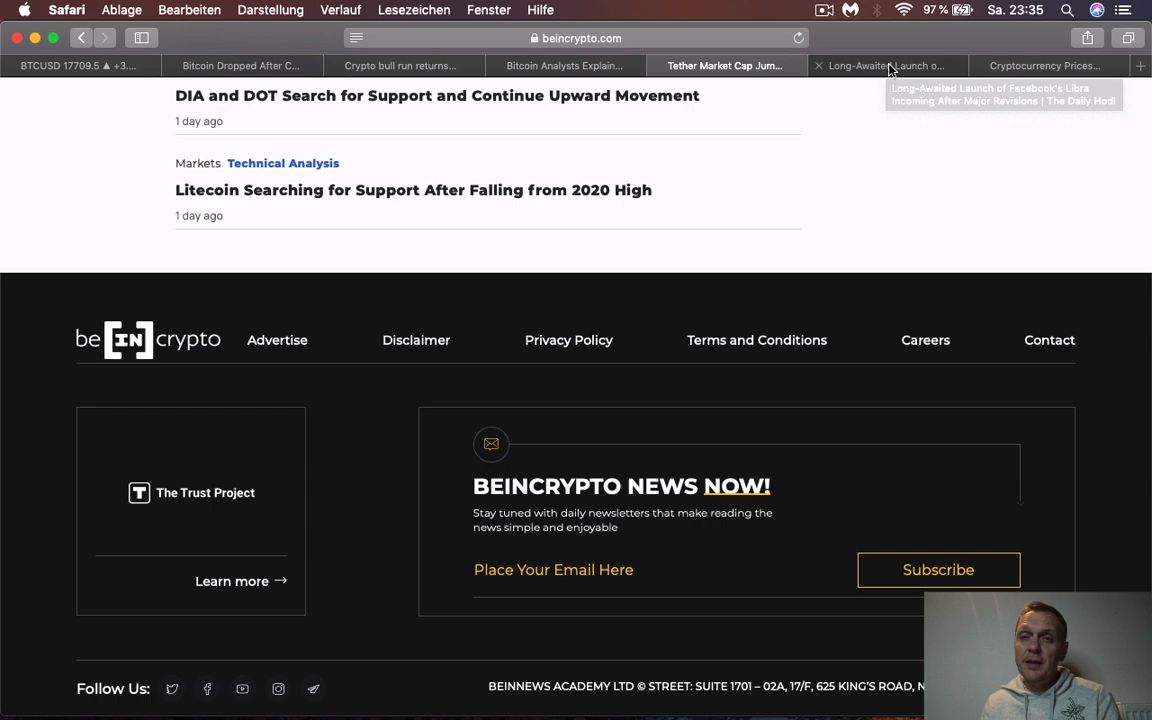 Safari Ablage Bearbeiten Darstellung Verlauf Lesezeichen Fenster Hilfe 97 % Sa. 23:35
beincrypto.com
BTCUSD 17709.5 ▲ +3.... Bitcoin Dropped After C... Crypto bull run returns... Bitcoin Analysts Explain... Tether Market Cap Jum... Long-Awaited Launch o... Cryptocurrency Prices...
Long-Awaited Launch of Facebook's Libra
Incoming After Major Revisions | The Daily Hodl
DIA and DOT Search for Support and Continue Upward Movement
1 day ago
Markets Technical Analysis
Litecoin Searching for Support After Falling from 2020 High
1 day ago
be[IN]crypto Advertise Disclaimer Privacy Policy Terms and Conditions Careers Contact
T The Trust Project
Learn more →
BEINCRYPTO NEWS NOW!
Stay tuned with daily newsletters that make reading the
news simple and enjoyable
Place Your Email Here Subscribe
Follow Us: BEINNEWS ACADEMY LTD © STREET: SUITE 1701 – 02A, 17/F, 625 KING'S ROAD, N